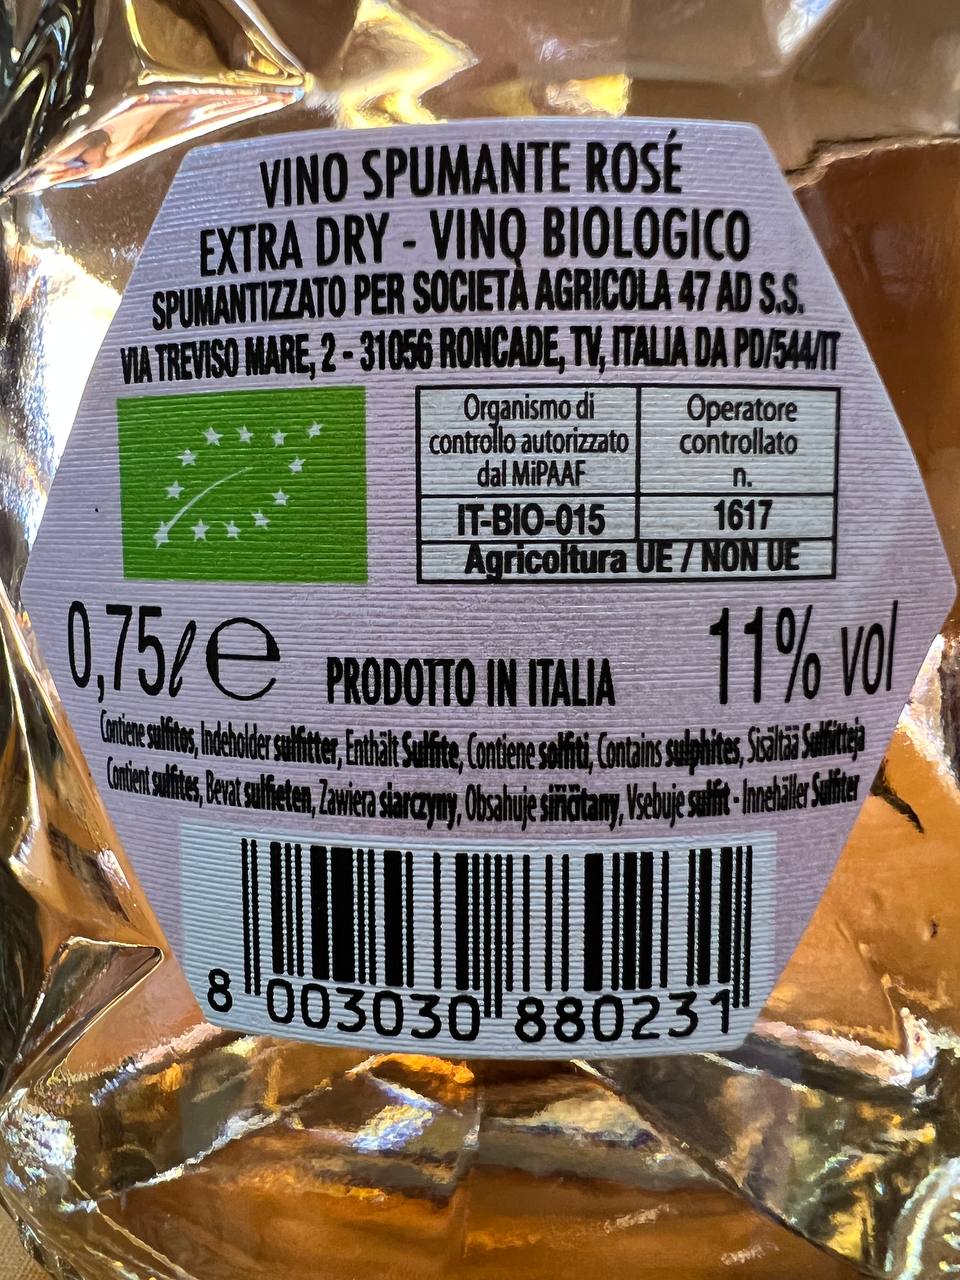 VINO SPUMANTE ROSÉ
EXTRA DRY - VINO BIOLOGICO
SPUMANTIZZATO PER SOCIETÀ AGRICOLA 47 AD S.S.
VIA TREVISO MARE, 2 - 31056 RONCADE, TV, ITALIA DA PD/544/IT
Organismo di
controllo autorizzato
dal MiPAAF
Operatore
controllato
n.
IT-BIO-015
1617
Agricoltura UE / NON UE
0,75ℓ e
PRODOTTO IN ITALIA
11% vol
Contiene sulfitos, Indeholder sulfitter, Enthält Sulfite, Contiene solfiti, Contains sulphites, Sisältää Sulfiitteja
Contient sulfites, Bevat sulfieten, Zawiera siarczyny, Obsahuje siričitany, Vsebuje sulfit - Innehåller Sulfiter
8 003030 880231